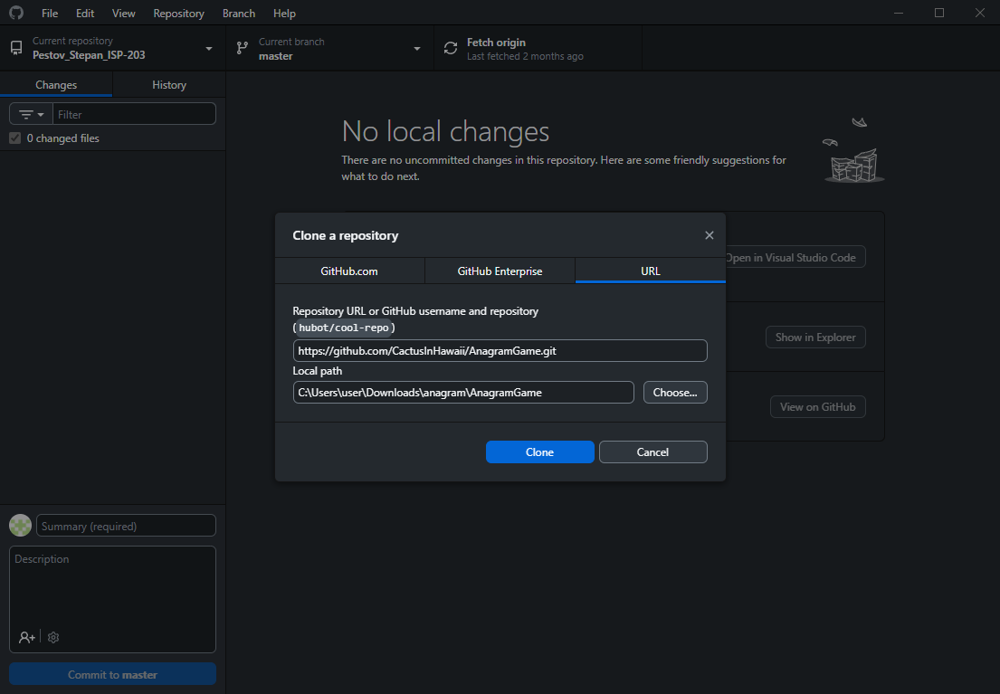 File Edit View Repository Branch Help
Current repository
Pestov_Stepan_ISP-203
Current branch
master
Fetch origin
Last fetched 2 months ago
Changes History
Filter
0 changed files
No local changes
There are no uncommitted changes in this repository. Here are some friendly suggestions for
what to do next.
Open in Visual Studio Code
Show in Explorer
View on GitHub
Clone a repository
GitHub.com GitHub Enterprise URL
Repository URL or GitHub username and repository
(hubot/cool-repo)
https://github.com/CactusInHawaii/AnagramGame.git
Local path
C:\Users\user\Downloads\anagram\AnagramGame
Choose...
Clone Cancel
Summary (required)
Description
Commit to master